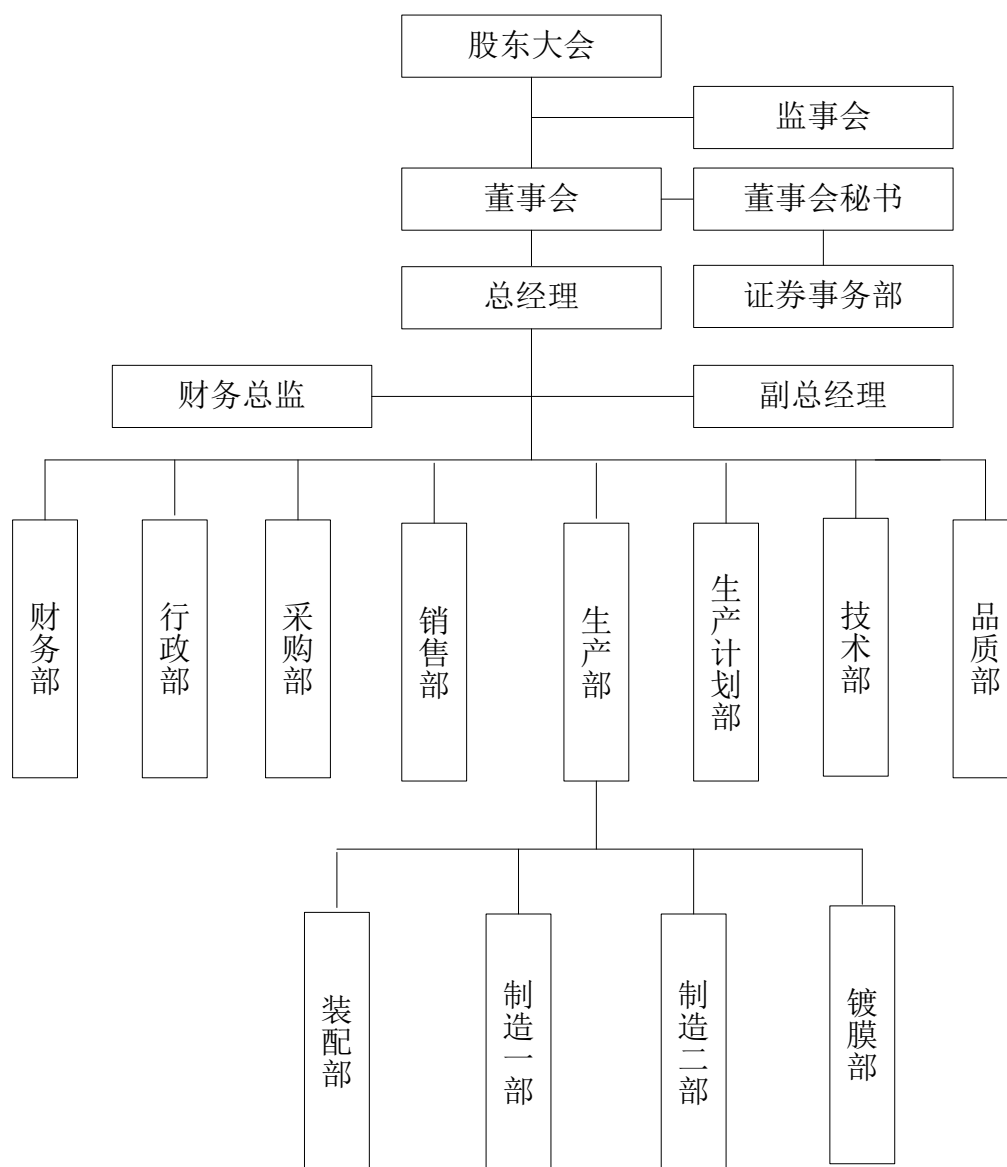 股东大会
监事会
董事会
董事会秘书
总经理
证券事务部
财务总监
副总经理
财务部
行政部
采购部
销售部
生产部
生产计划部
技术部
品质部
装配部
制造一部
制造二部
镀膜部